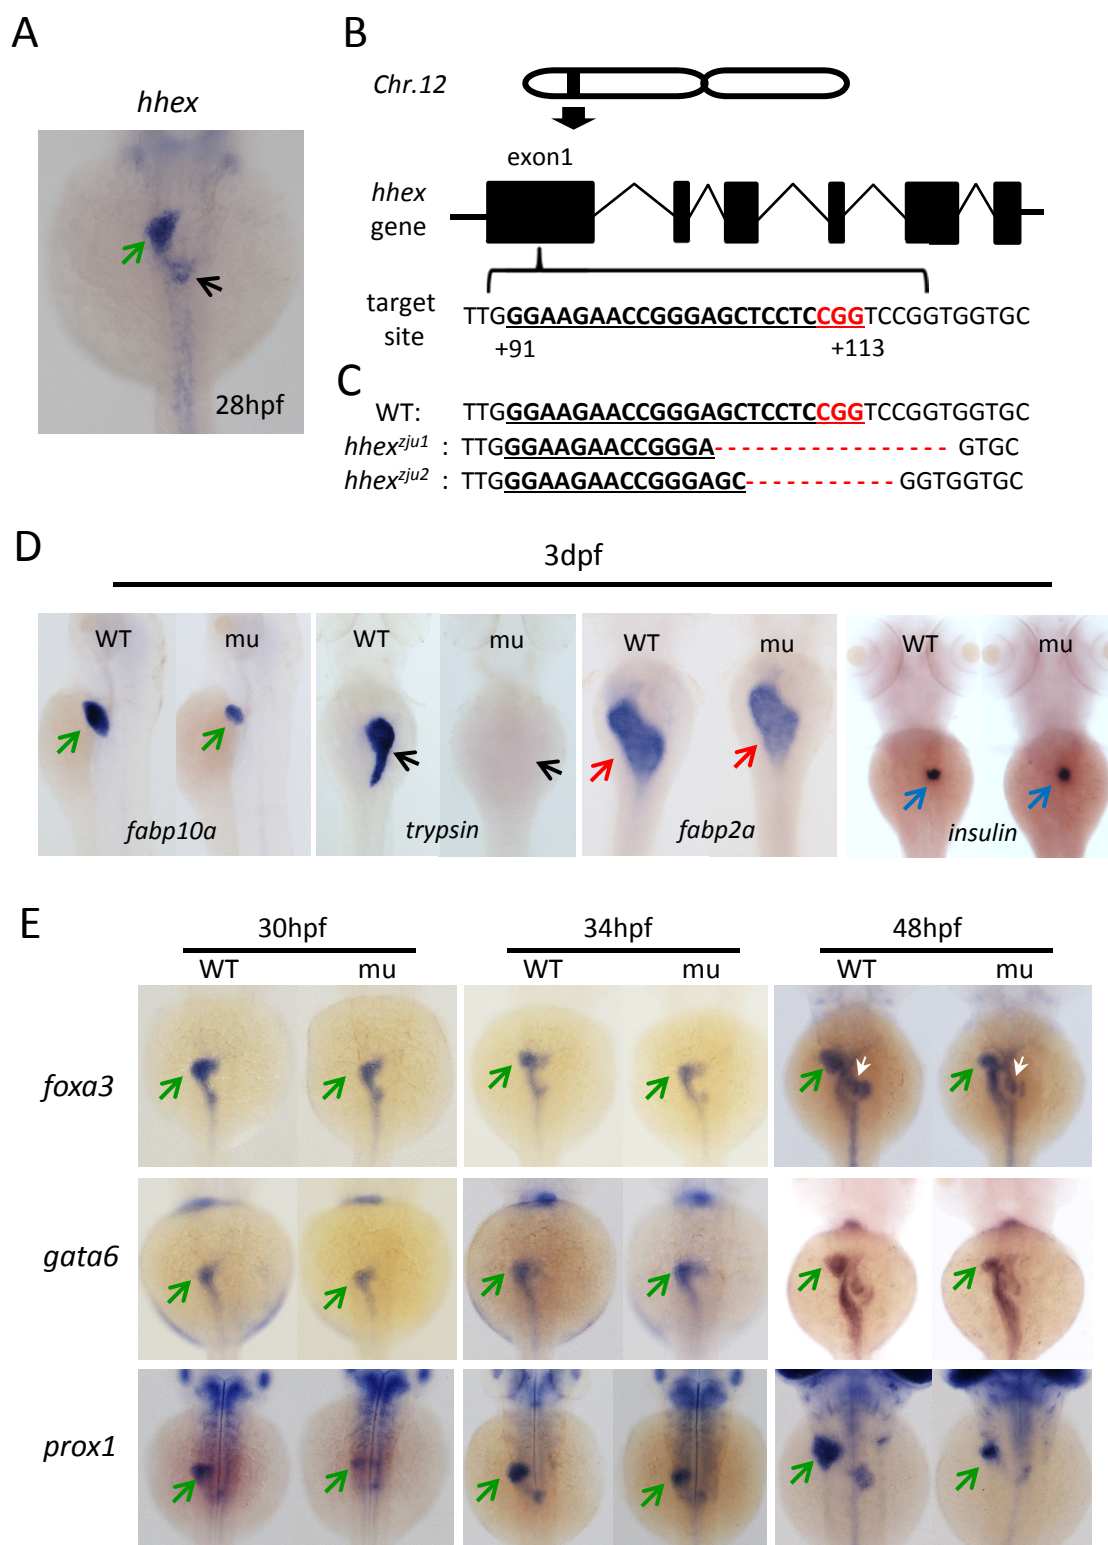 A
hhex
28hpf
B
Chr.12
exon1
hhex
gene
target
site
TTGGGAAGAACCGGGAGCTCCTCCGGTCCGGTGGTGC
+91
+113
C
WT: TTGGGAAGAACCGGGAGCTCCTCCGGTCCGGTGGTGC
hhexzju1 : TTGGGAAGAACCGGGA------------------GTGC
hhexzju2 : TTGGGAAGAACCGGGAGC-----------GGTGGTGC
D
3dpf
WT mu WT mu WT mu WT mu
fabp10a trypsin fabp2a insulin
E
30hpf 34hpf 48hpf
WT mu WT mu WT mu
foxa3
gata6
prox1